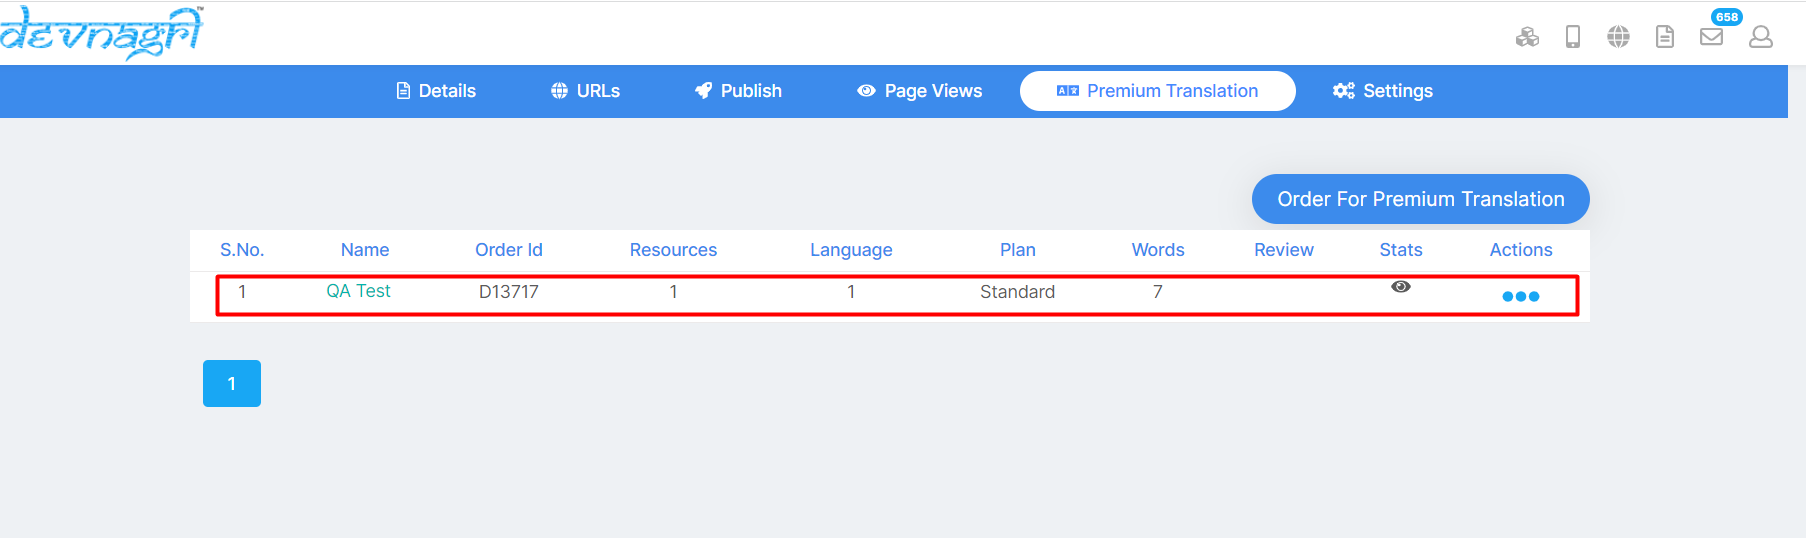 devnagri™
658
Details URLs Publish Page Views Premium Translation Settings
Order For Premium Translation
S.No. Name Order Id Resources Language Plan Words Review Stats Actions
1 QA Test D13717 1 1 Standard 7
1